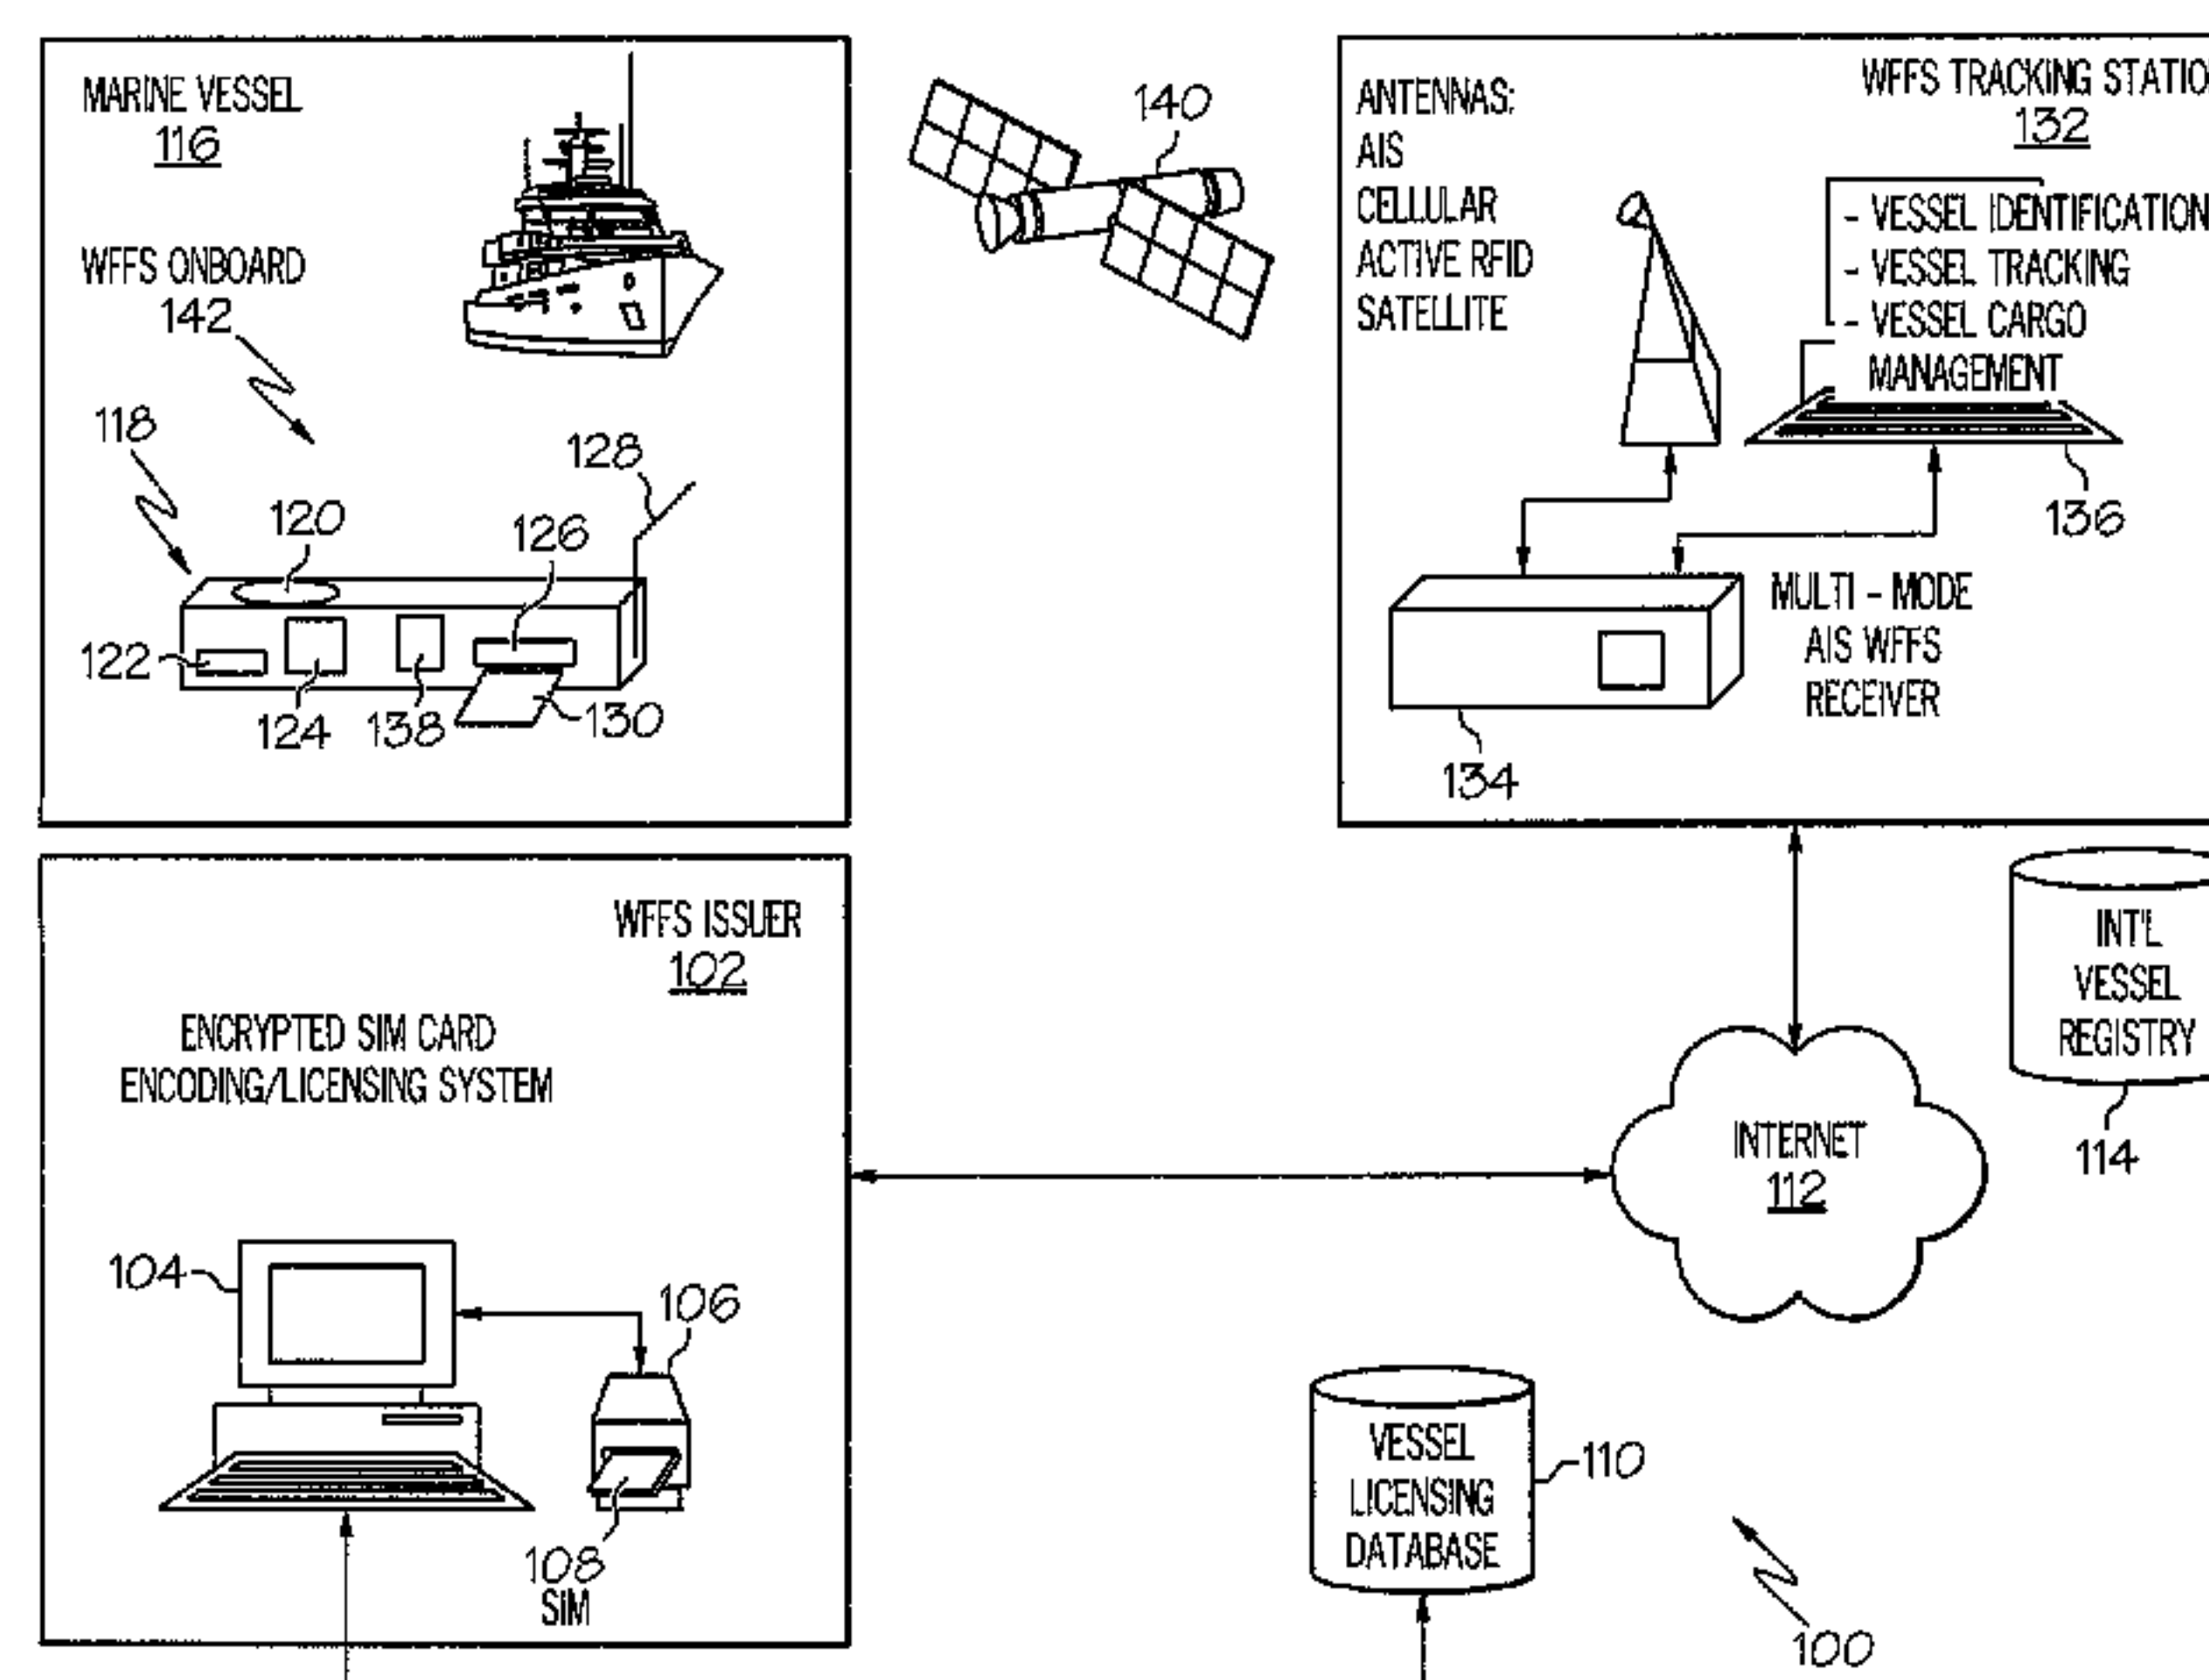 MARINE VESSEL
116
WFFS ONBOARD
142
118
120
128
126
122
124
138
130
140
ANTENNAS:
AIS
CELLULAR
ACTIVE RFID
SATELLITE
WFFS TRACKING STATIO
132
- VESSEL IDENTIFICATION
- VESSEL TRACKING
- VESSEL CARGO
MANAGEMENT
136
MULTI - MODE
AIS WFFS
RECEIVER
134
WFFS ISSUER
102
ENCRYPTED SIM CARD
ENCODING/LICENSING SYSTEM
104
106
108
SIM
INT'L
VESSEL
REGISTRY
114
INTERNET
112
VESSEL
LICENSING
DATABASE
110
100